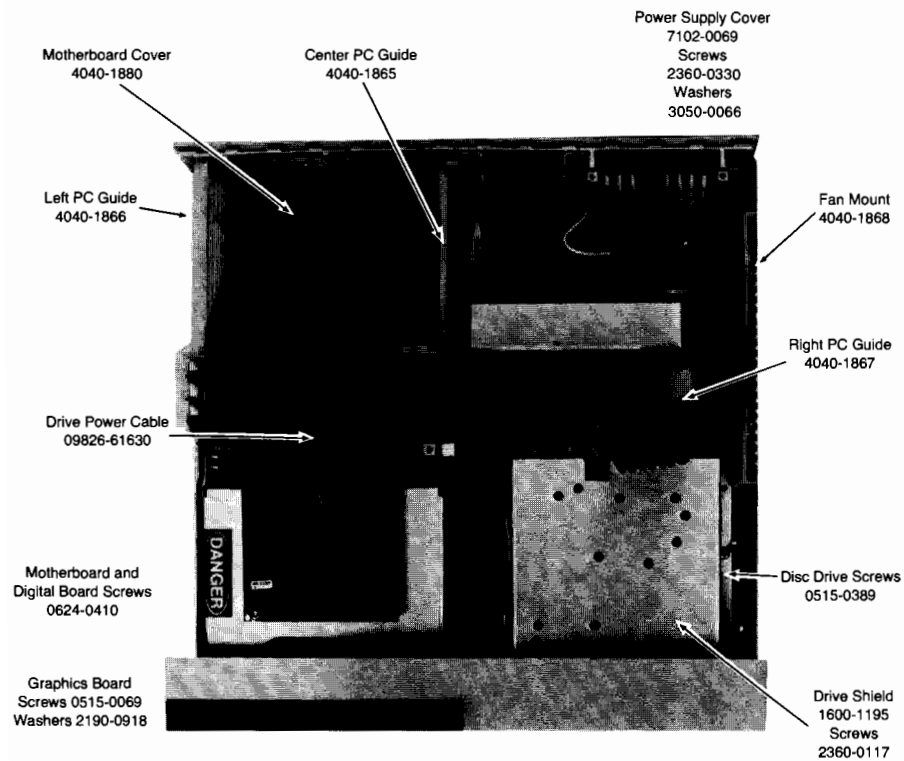 Power Supply Cover
7102-0069
Screws
2360-0330
Washers
3050-0066
Motherboard Cover
4040-1880
Center PC Guide
4040-1865
Left PC Guide
4040-1866
Fan Mount
4040-1868
Right PC Guide
4040-1867
Drive Power Cable
09826-61630
DANGER
Motherboard and
Digital Board Screws
0624-0410
Disc Drive Screws
0515-0389
Graphics Board
Screws 0515-0069
Washers 2190-0918
Drive Shield
1600-1195
Screws
2360-0117